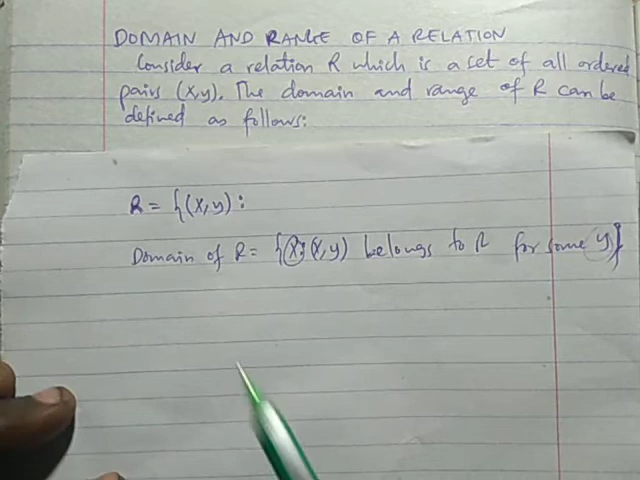 DOMAIN AND RANGE OF A RELATION
Consider a relation R which is a set of all ordered
pairs (x,y). The domain and range of R can be
defined as follows:
R = {(x,y):
Domain of R = {x: (x,y) belongs to R for some y}